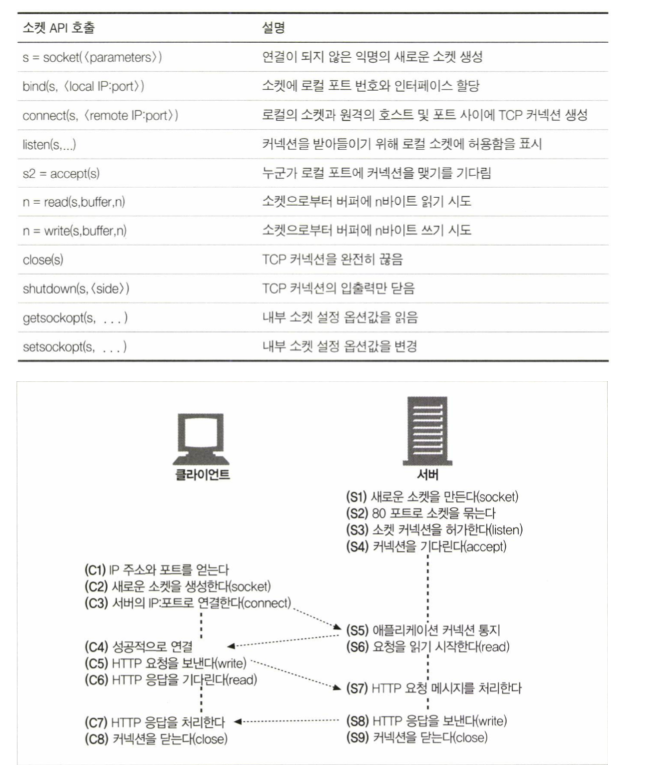 소켓 API 호출 설명
s = socket(〈parameters〉) 연결이 되지 않은 익명의 새로운 소켓 생성
bind(s, 〈local IP:port〉) 소켓에 로컬 포트 번호와 인터페이스 할당
connect(s, 〈remote IP:port〉) 로컬의 소켓과 원격의 호스트 및 포트 사이에 TCP 커넥션 생성
listen(s,...) 커넥션을 받아들이기 위해 로컬 소켓에 허용함을 표시
s2 = accept(s) 누군가 로컬 포트에 커넥션을 맺기를 기다림
n = read(s,buffer,n) 소켓으로부터 버퍼에 n바이트 읽기 시도
n = write(s,buffer,n) 소켓으로부터 버퍼에 n바이트 쓰기 시도
close(s) TCP 커넥션을 완전히 끊음
shutdown(s,〈side〉) TCP 커넥션의 입출력만 닫음
getsockopt(s, ...) 내부 소켓 설정 옵션값을 읽음
setsockopt(s, ...) 내부 소켓 설정 옵션값을 변경
클라이언트
서버
(S1) 새로운 소켓을 만든다(socket)
(S2) 80 포트로 소켓을 묶는다
(S3) 소켓 커넥션을 허가한다(listen)
(S4) 커넥션을 기다린다(accept)
(C1) IP 주소와 포트를 얻는다
(C2) 새로운 소켓을 생성한다(socket)
(C3) 서버의 IP:포트로 연결한다(connect)
(S5) 애플리케이션 커넥션 통지
(S6) 요청을 읽기 시작한다(read)
(C4) 성공적으로 연결
(C5) HTTP 요청을 보낸다(write)
(C6) HTTP 응답을 기다린다(read)
(S7) HTTP 요청 메시지를 처리한다
(C7) HTTP 응답을 처리한다
(C8) 커넥션을 닫는다(close)
(S8) HTTP 응답을 보낸다(write)
(S9) 커넥션을 닫는다(close)